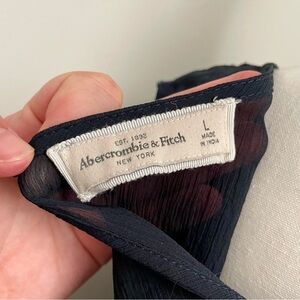 EST. 1892
Abercrombie & Fitch
NEW YORK
L
MADE
IN INDIA